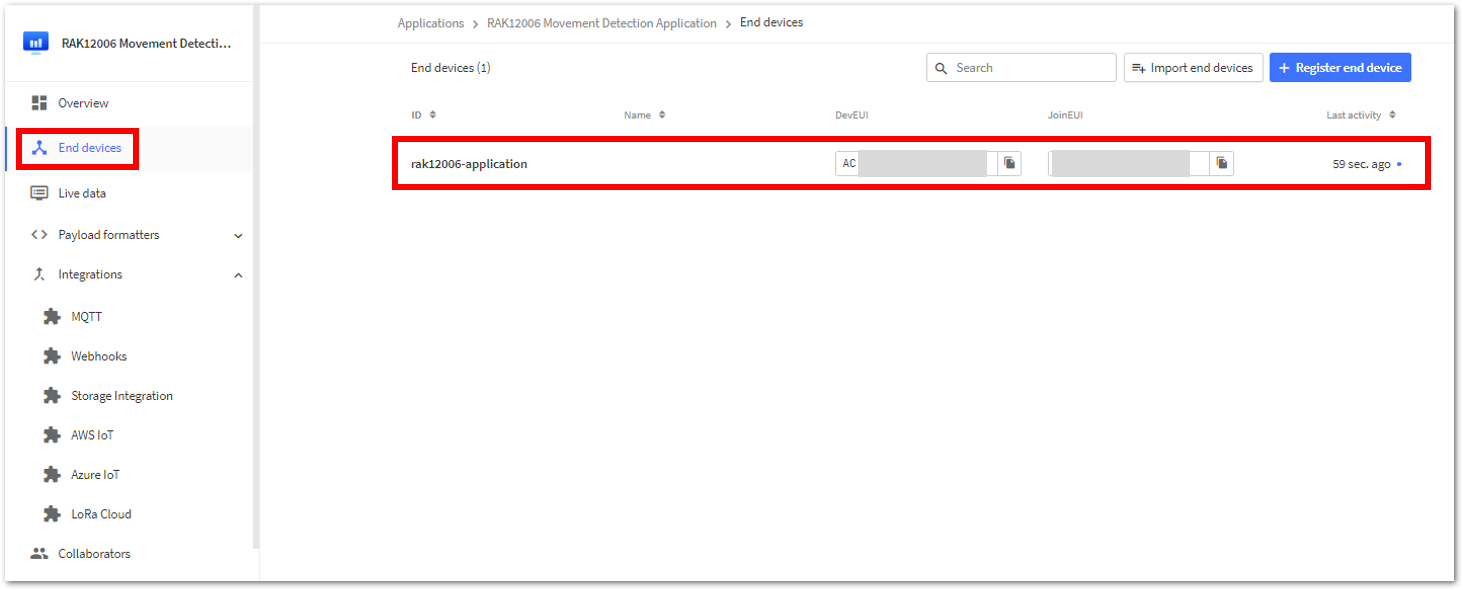 RAK12006 Movement Detecti...
Overview
End devices
Live data
Payload formatters
Integrations
MQTT
Webhooks
Storage Integration
AWS IoT
Azure IoT
LoRa Cloud
Collaborators
Applications > RAK12006 Movement Detection Application > End devices
End devices (1)
Search
Import end devices
+ Register end device
ID Name DevEUI JoinEUI Last activity
rak12006-application AC 59 sec. ago